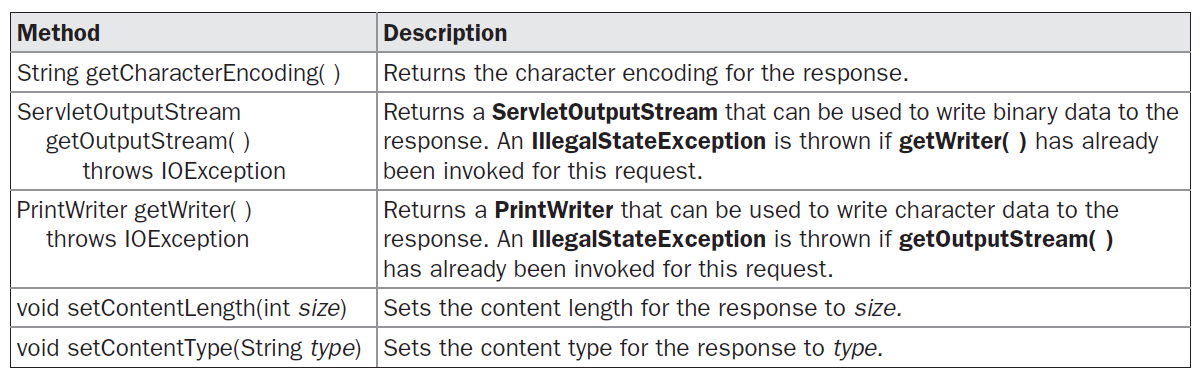 Method Description
String getCharacterEncoding( ) Returns the character encoding for the response.
ServletOutputStream Returns a ServletOutputStream that can be used to write binary data to the
getOutputStream( ) response. An IllegalStateException is thrown if getWriter( ) has already
throws IOException been invoked for this request.
PrintWriter getWriter( ) Returns a PrintWriter that can be used to write character data to the
throws IOException response. An IllegalStateException is thrown if getOutputStream( )
has already been invoked for this request.
void setContentLength(int size) Sets the content length for the response to size.
void setContentType(String type) Sets the content type for the response to type.